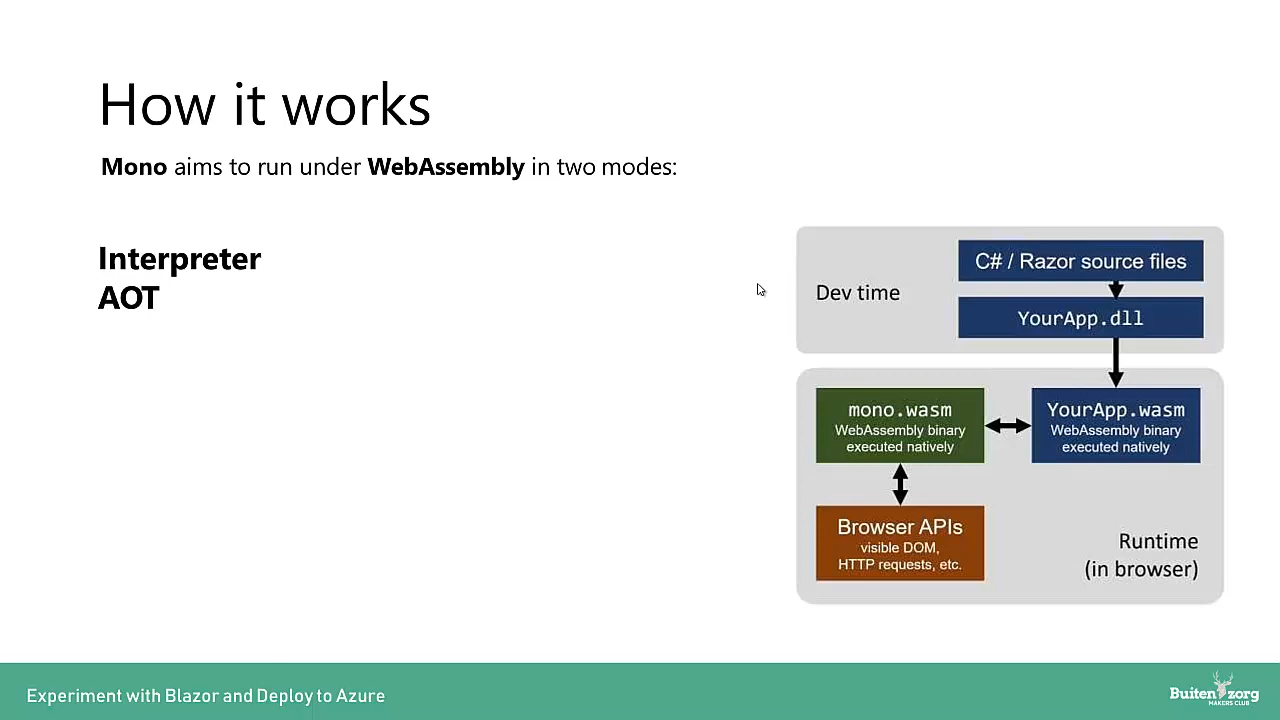 How it works
Mono aims to run under WebAssembly in two modes:
Interpreter
AOT
Dev time
C# / Razor source files
YourApp.dll
mono.wasm
WebAssembly binary
executed natively
YourApp.wasm
WebAssembly binary
executed natively
Browser APIs
visible DOM,
HTTP requests, etc.
Runtime
(in browser)
Experiment with Blazor and Deploy to Azure
Buitenzorg
MAKERS CLUB